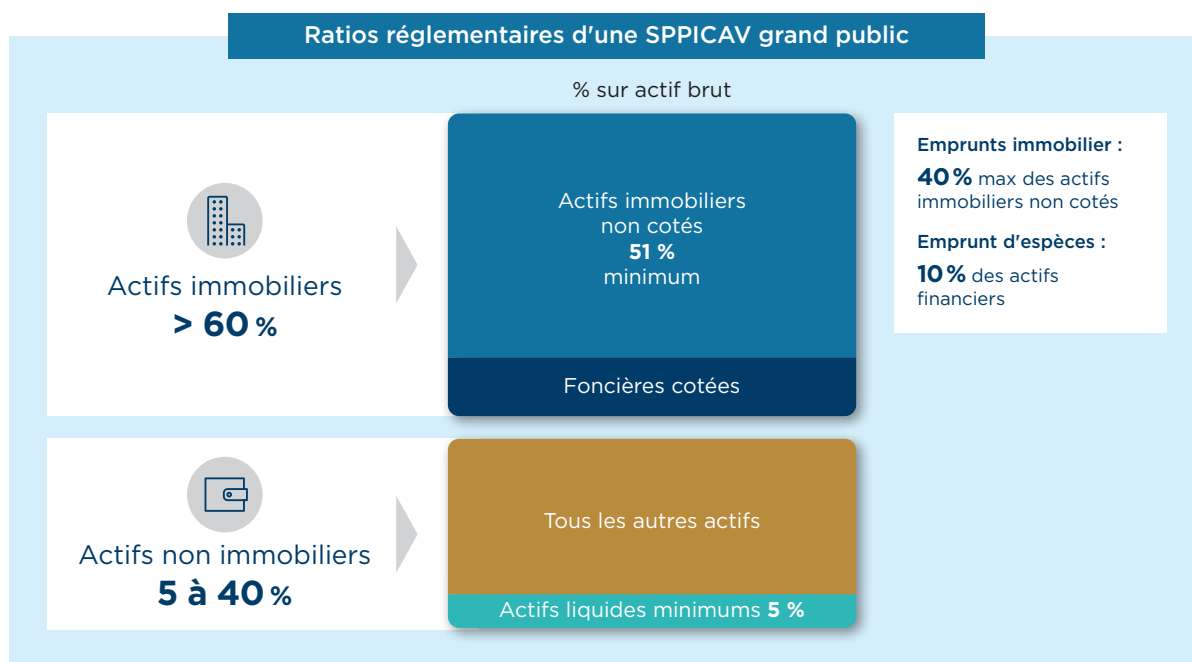 Ratios réglementaires d'une SPPICAV grand public
% sur actif brut
Actifs immobiliers
> 60 %
Actifs immobiliers
non cotés
51 %
minimum
Foncières cotées
Emprunts immobilier :
40 % max des actifs
immobiliers non cotés
Emprunt d'espèces :
10 % des actifs
financiers
Actifs non immobiliers
5 à 40 %
Tous les autres actifs
Actifs liquides minimums 5 %